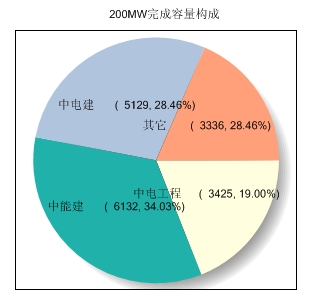 200MW完成容量构成
中电建 ( 5129, 28.46%)
其它 ( 3336, 28.46%)
中电工程 ( 3425, 19.00%)
中能建 ( 6132, 34.03%)